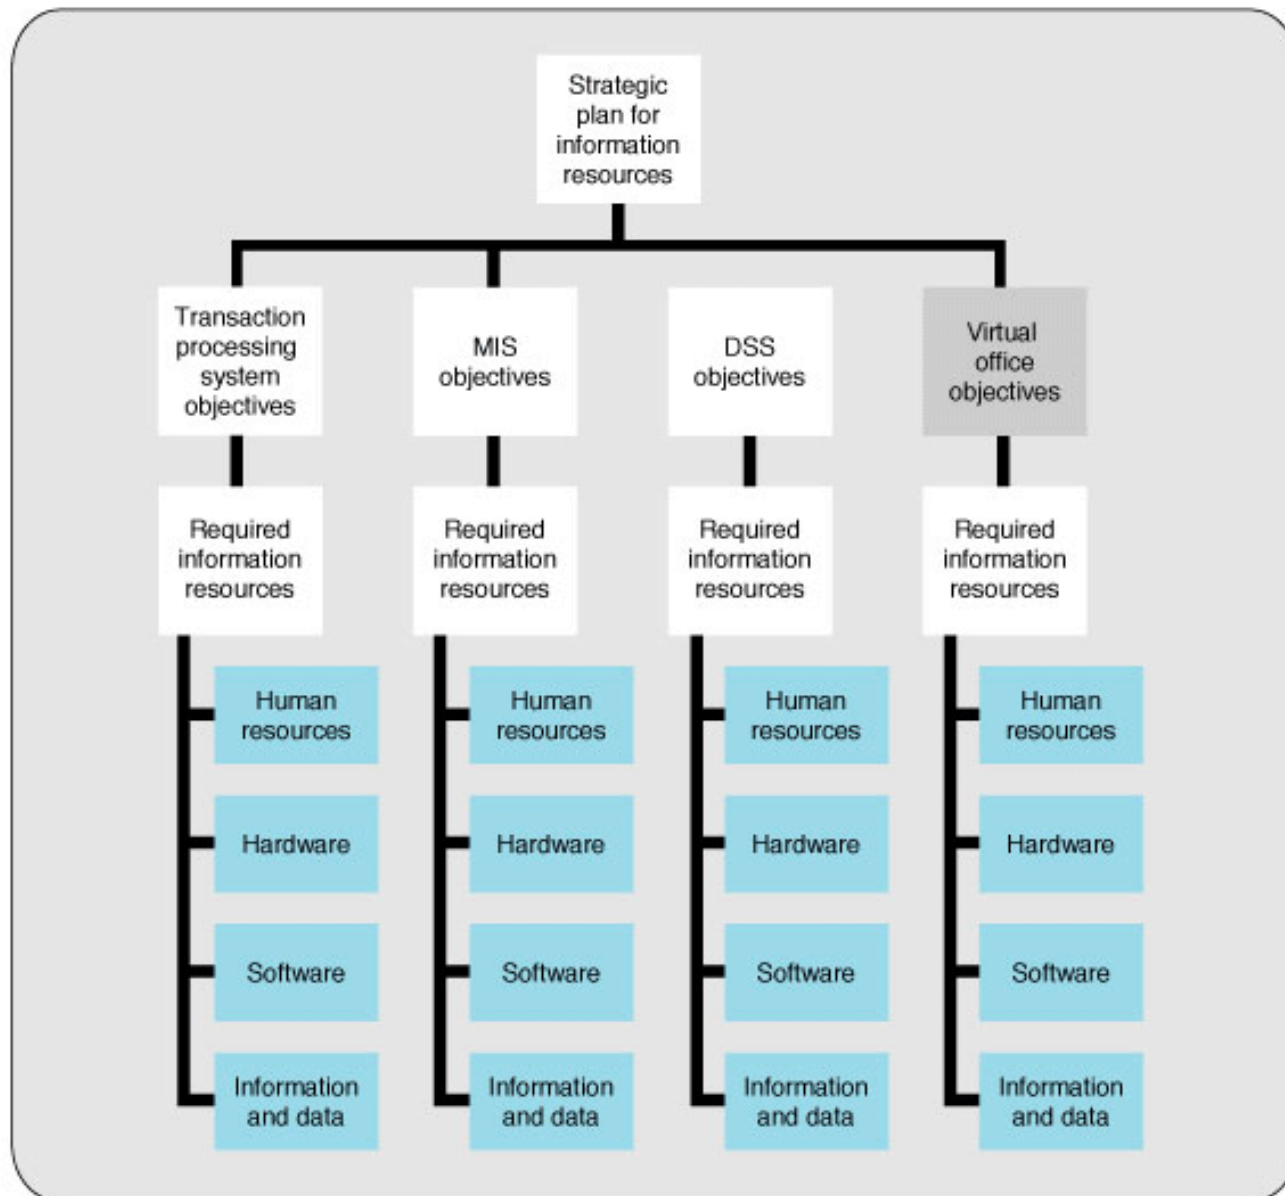 Strategic
plan for
information
resources
Transaction
processing
system
objectives
MIS
objectives
DSS
objectives
Virtual
office
objectives
Required
information
resources
Required
information
resources
Required
information
resources
Required
information
resources
Human
resources
Human
resources
Human
resources
Human
resources
Hardware
Hardware
Hardware
Hardware
Software
Software
Software
Software
Information
and data
Information
and data
Information
and data
Information
and data